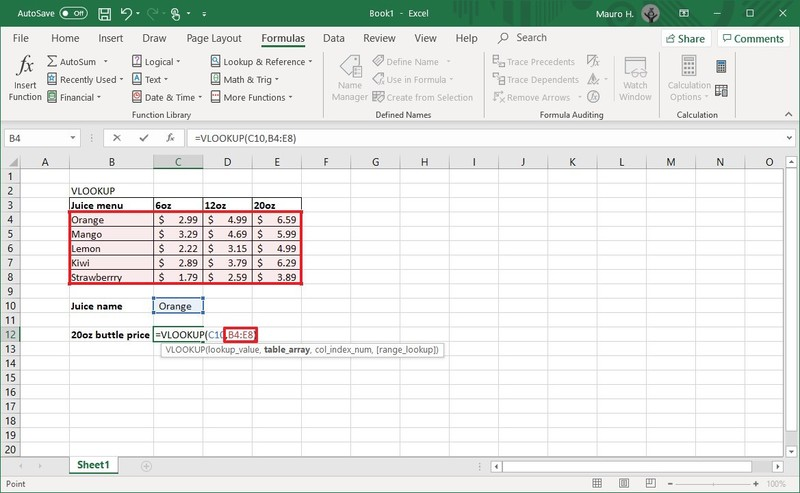 AutoSave Off Book1 - Excel Mauro H.
File Home Insert Draw Page Layout Formulas Data Review View Help Search Share Comments
fx Insert Function
AutoSum Logical Lookup & Reference
Recently Used Text Math & Trig
Financial Date & Time More Functions
Name Manager
Define Name
Use in Formula
Create from Selection
Trace Precedents
Trace Dependents
Remove Arrows
Watch Window
Calculation Options
Function Library Defined Names Formula Auditing Calculation
B4 fx =VLOOKUP(C10,B4:E8)
A B C D E F G H I J K L M N O
1
2 VLOOKUP
3 Juice menu 6oz 12oz 20oz
4 Orange $ 2.99 $ 4.99 $ 6.59
5 Mango $ 3.29 $ 4.69 $ 5.99
6 Lemon $ 2.22 $ 3.15 $ 4.99
7 Kiwi $ 2.89 $ 3.79 $ 6.29
8 Strawberrry $ 1.79 $ 2.59 $ 3.89
9
10 Juice name Orange
11
12 20oz buttle price =VLOOKUP(C10,B4:E8)
13 VLOOKUP(lookup_value, table_array, col_index_num, [range_lookup])
14
15
16
17
18
19
20
Sheet1
Point 100%